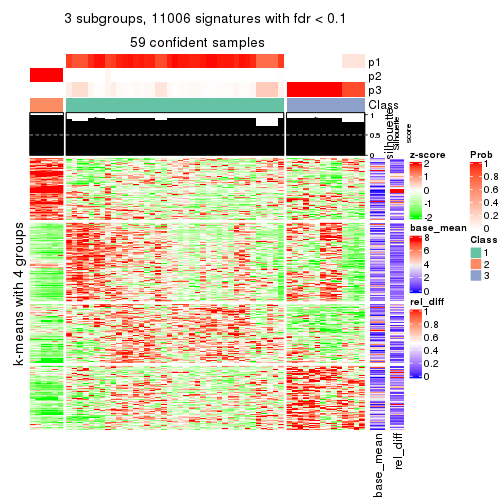 3 subgroups, 11006 signatures with fdr < 0.1
59 confident samples
p1
p2
p3
Class
silhouette
Silhouette
score
1
0.5
0
k-means with 4 groups
z-score
2
1
0
-1
-2
base_mean
8
6
4
2
0
rel_diff
1
0.8
0.6
0.4
0.2
0
Prob
1
0.8
0.6
0.4
0.2
0
Class
1
2
3
base_mean
rel_diff